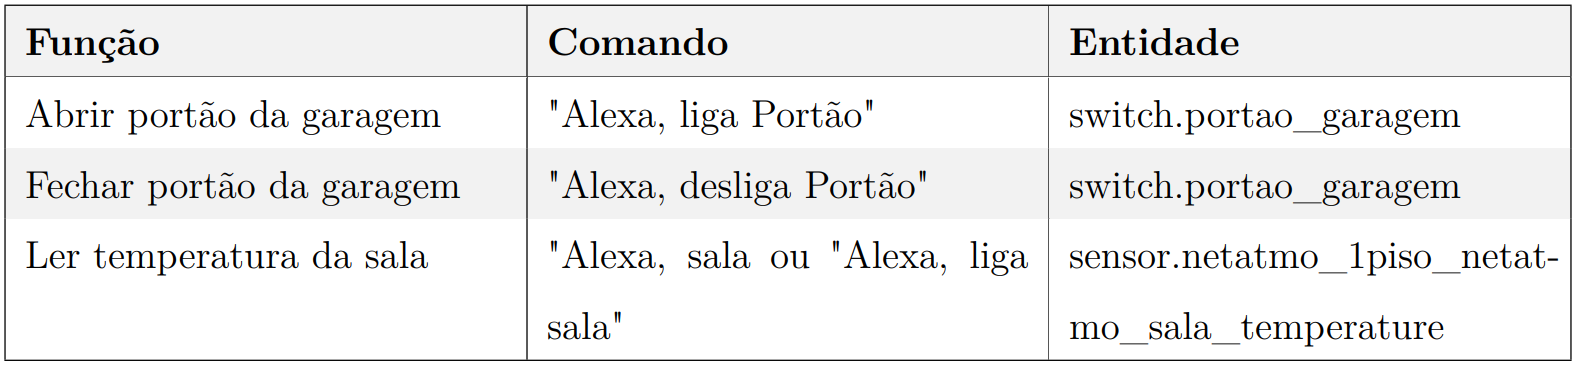 Função Comando Entidade
Abrir portão da garagem "Alexa, liga Portão" switch.portao_garagem
Fechar portão da garagem "Alexa, desliga Portão" switch.portao_garagem
Ler temperatura da sala "Alexa, sala ou "Alexa, liga sensor.netatmo_1piso_netat-
sala" mo_sala_temperature